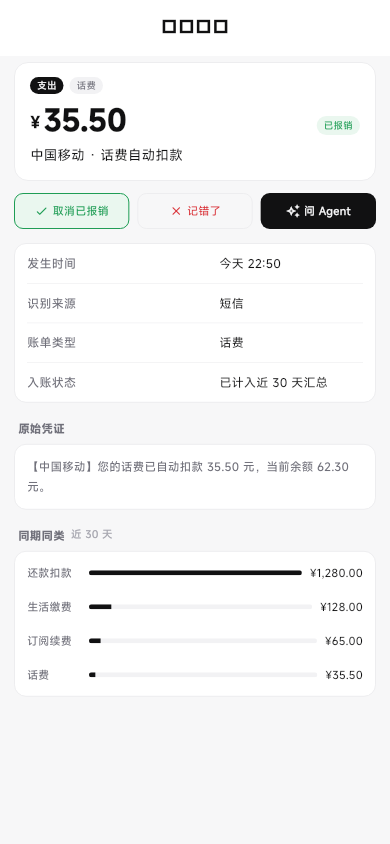 支出 话费
¥35.50
已报销
中国移动 · 话费自动扣款
取消已报销 记错了 问 Agent
发生时间 今天 22:50
识别来源 短信
账单类型 话费
入账状态 已计入近 30 天汇总
原始凭证
【中国移动】您的话费已自动扣款 35.50 元，当前余额 62.30
元。
同期同类 近 30 天
还款扣款 ¥1,280.00
生活缴费 ¥128.00
订阅续费 ¥65.00
话费 ¥35.50